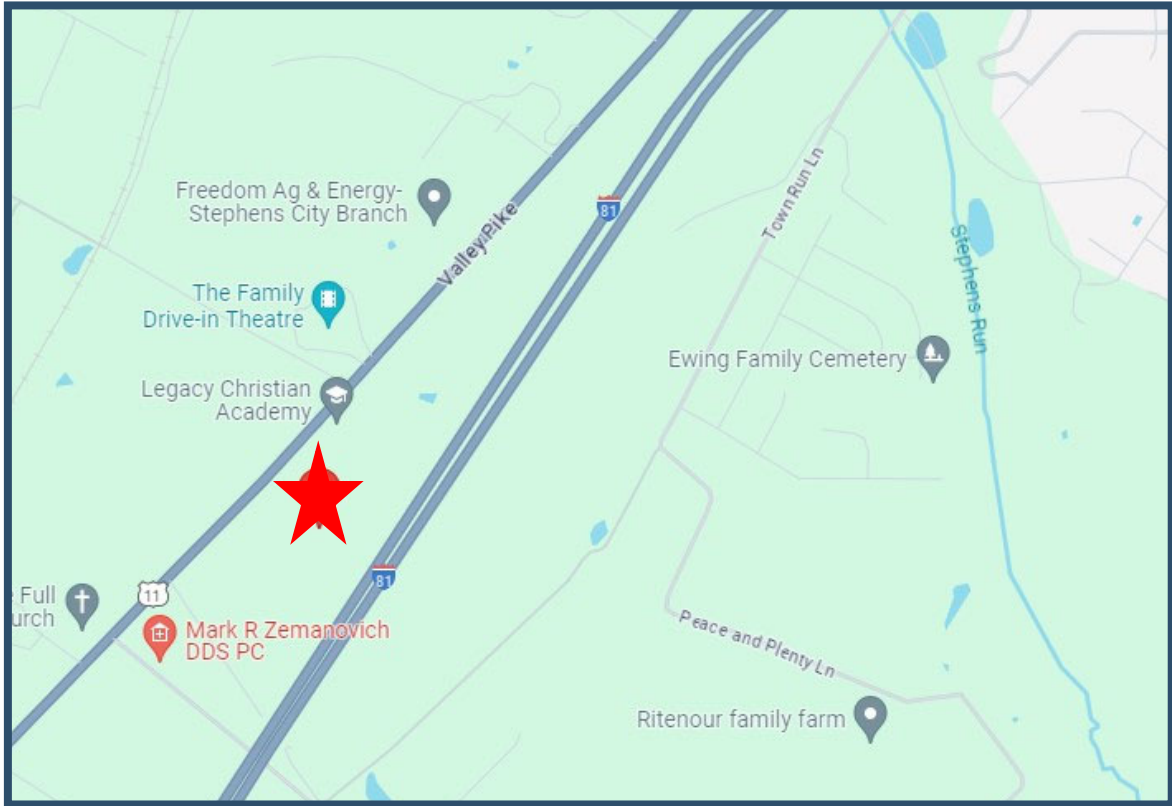 Freedom Ag & Energy-
Stephens City Branch
Valley Pike
81
Town Run Ln
Stephens Run
The Family
Drive-in Theatre
Ewing Family Cemetery
Legacy Christian
Academy
81
11
Full
Mark R Zemanovich
DDS PC
Peace and Plenty Ln
Ritenour family farm